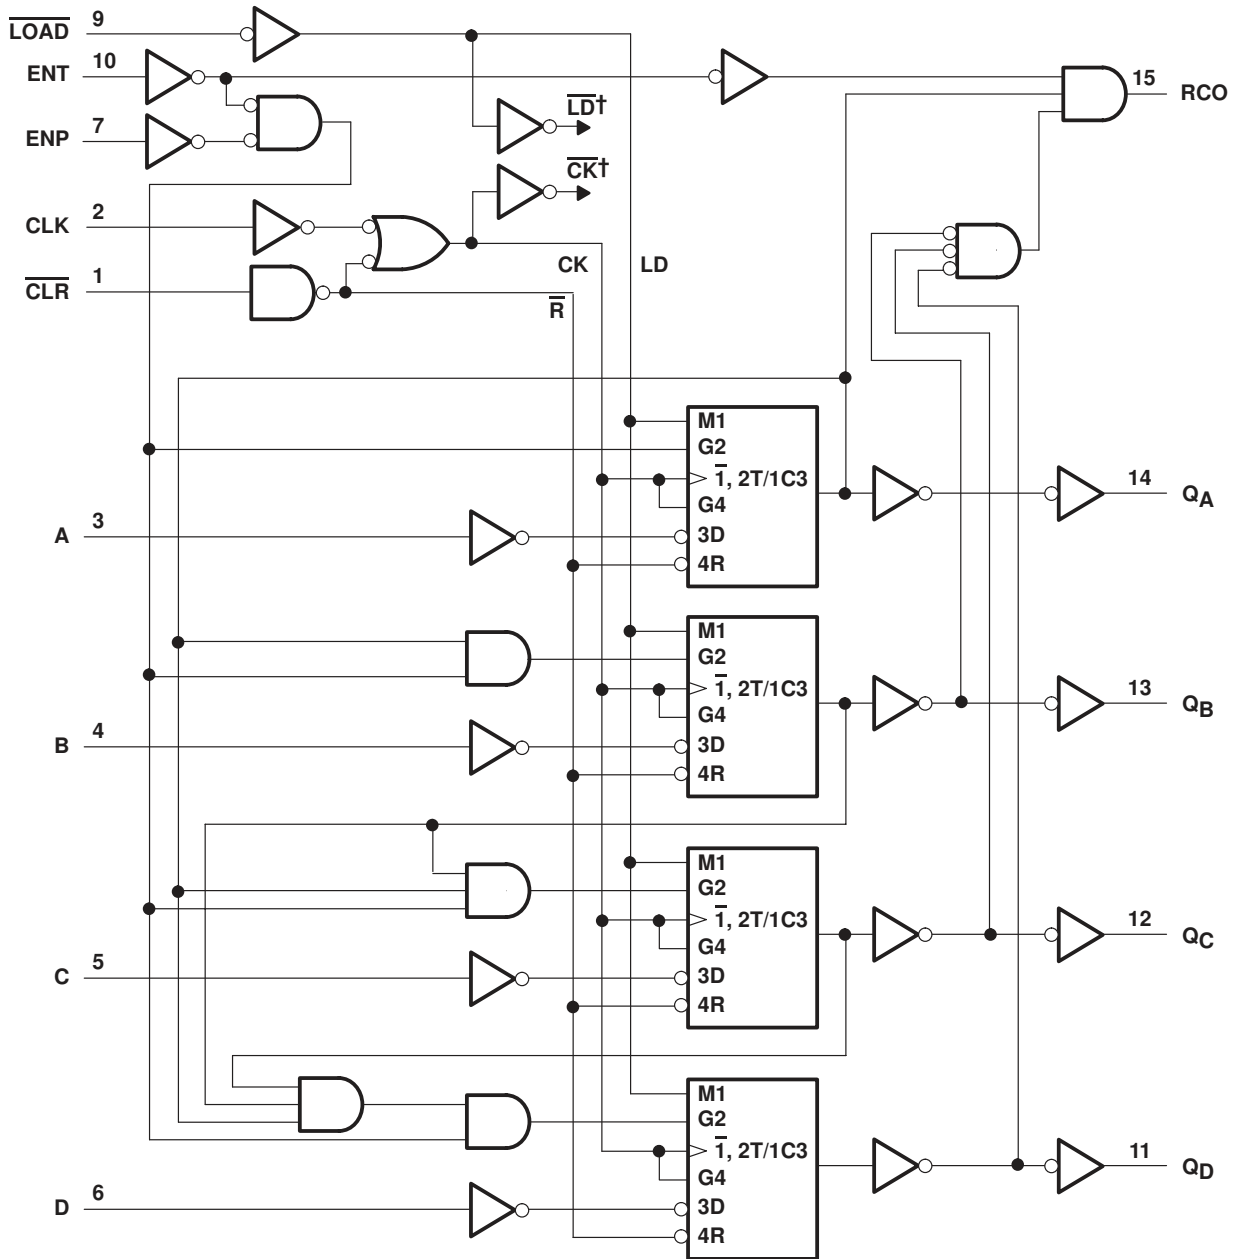 LOAD 9
ENT 10
ENP 7
CLK 2
CLR 1
LD†
CK†
15 RCO
CK
LD
R
M1
G2
1, 2T/1C3
G4
3D
4R
14 QA
A 3
M1
G2
1, 2T/1C3
G4
3D
4R
13 QB
B 4
M1
G2
1, 2T/1C3
G4
3D
4R
12 QC
C 5
M1
G2
1, 2T/1C3
G4
3D
4R
11 QD
D 6